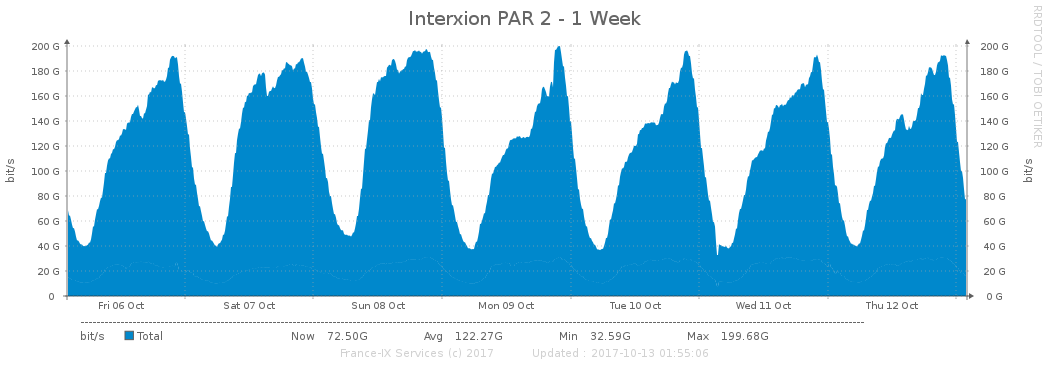 Interxion PAR 2 - 1 Week
RRDTOOL / TOBI OETIKER
200 G 200 G
180 G 180 G
160 G 160 G
140 G 140 G
120 G 120 G
100 G 100 G
80 G 80 G
60 G 60 G
40 G 40 G
20 G 20 G
0 0 G
bit/s bit/s
Fri 06 Oct Sat 07 Oct Sun 08 Oct Mon 09 Oct Tue 10 Oct Wed 11 Oct Thu 12 Oct
bit/s Total Now 72.50G Avg 122.27G Min 32.59G Max 199.68G
France-IX Services (c) 2017 Updated : 2017-10-13 01:55:06